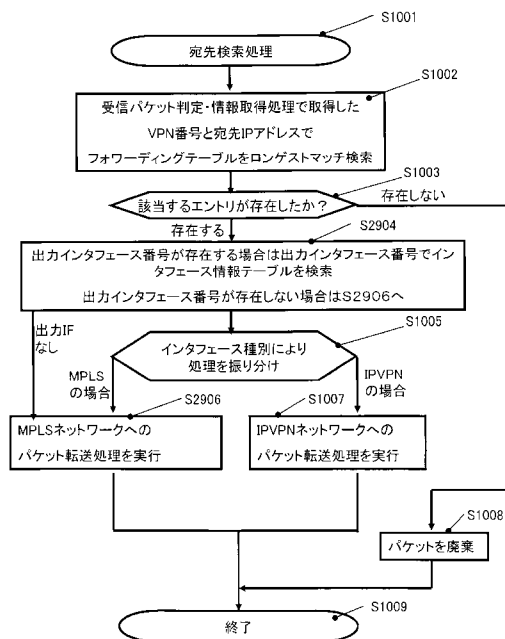 S1001
宛先検索処理
S1002
受信パケット判定・情報取得処理で取得した
VPN番号と宛先IPアドレスで
フォワーディングテーブルをロンゲストマッチ検索
S1003
該当するエントリが存在したか?
存在しない
存在する
S2904
出力インタフェース番号が存在する場合は出力インタフェース番号でイン
タフェース情報テーブルを検索
出力インタフェース番号が存在しない場合はS2906へ
出力IF
なし
S1005
インタフェース種別により
処理を振り分け
MPLS
の場合
IPVPN
の場合
S2906
S1007
MPLSネットワークへの
パケット転送処理を実行
IPVPNネットワークへの
パケット転送処理を実行
S1008
パケットを廃棄
S1009
終了